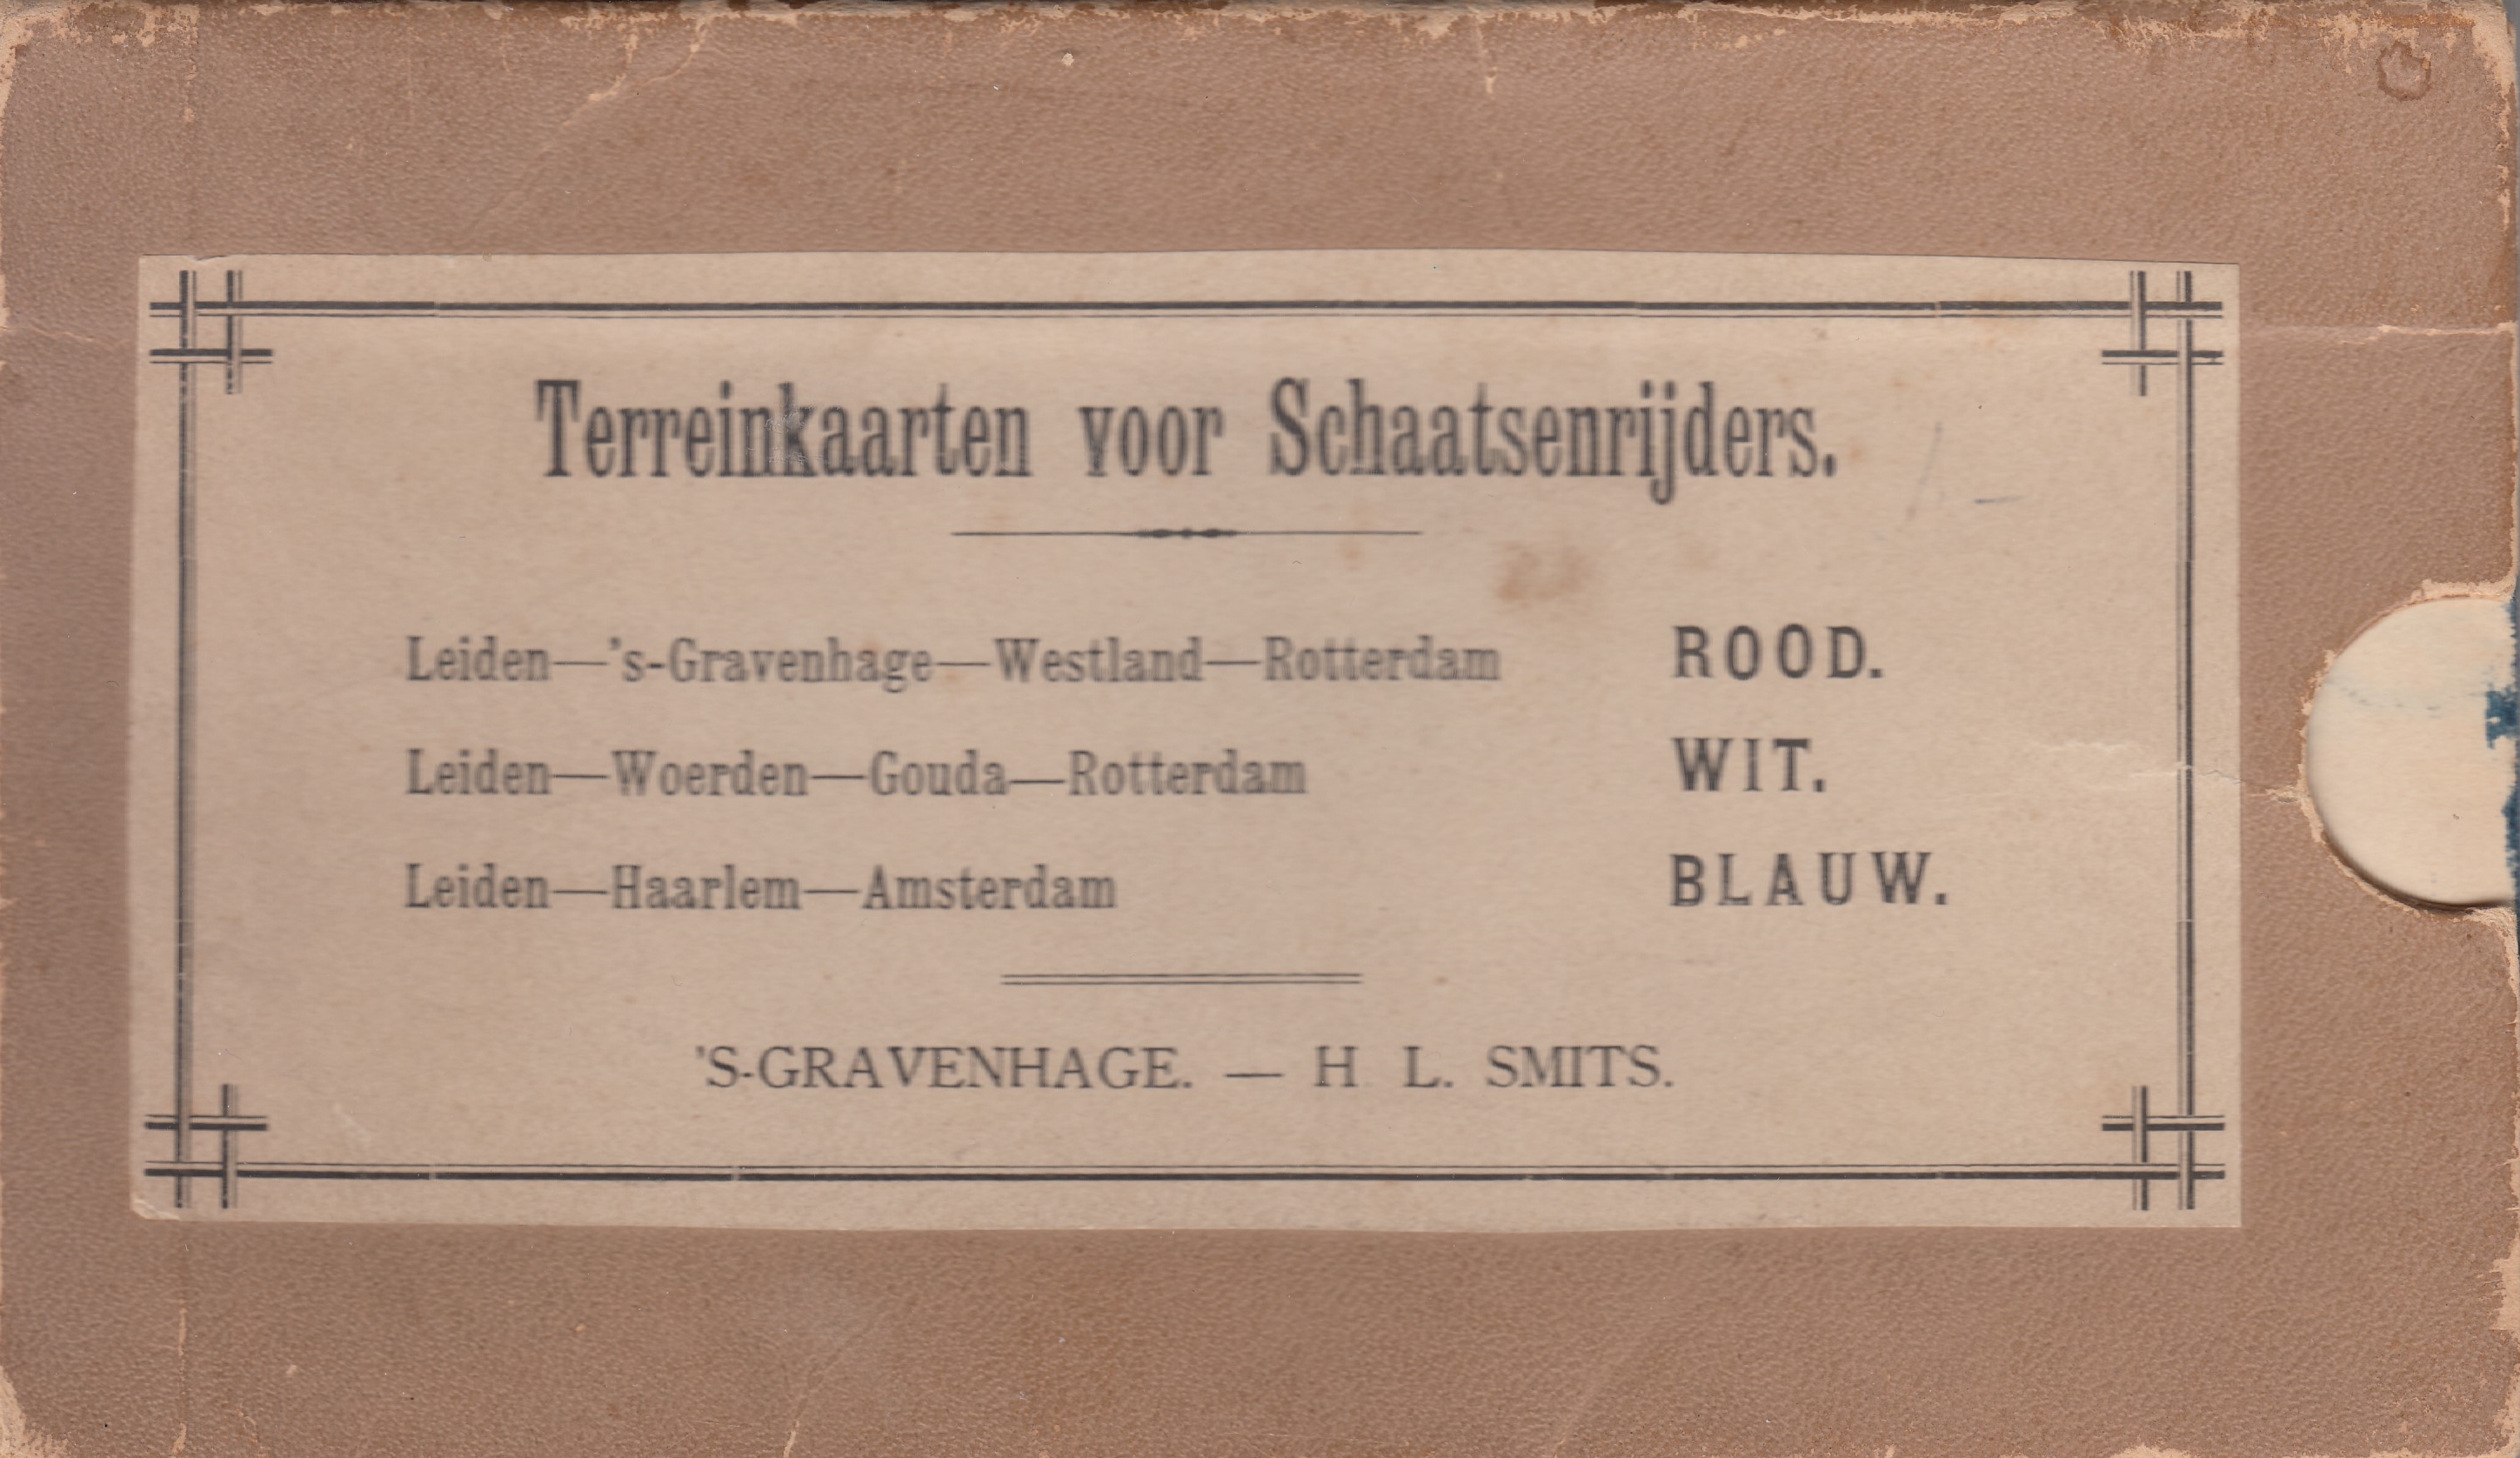 Terreinkaarten voor Schaatsenrijders.
Leiden—'s-Gravenhage—Westland—Rotterdam ROOD.
Leiden—Woerden—Gouda—Rotterdam WIT.
Leiden—Haarlem—Amsterdam BLAUW.
'S-GRAVENHAGE. — H L. SMITS.